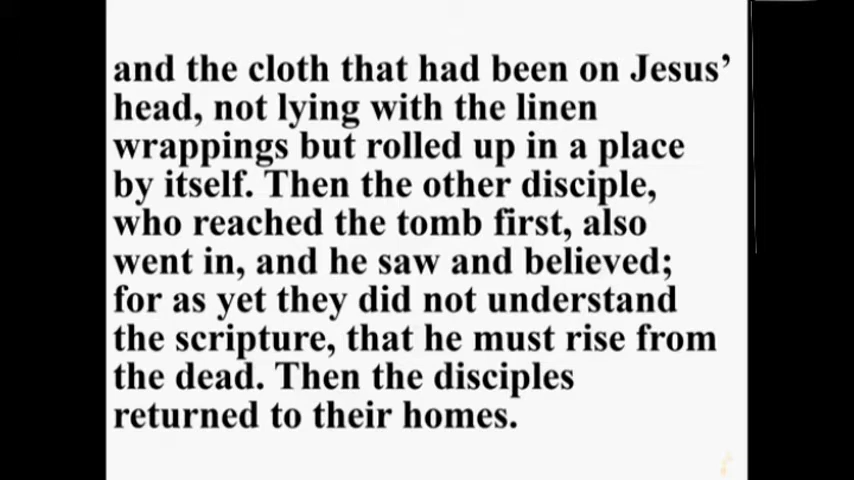 and the cloth that had been on Jesus’
head, not lying with the linen
wrappings but rolled up in a place
by itself. Then the other disciple,
who reached the tomb first, also
went in, and he saw and believed;
for as yet they did not understand
the scripture, that he must rise from
the dead. Then the disciples
returned to their homes.